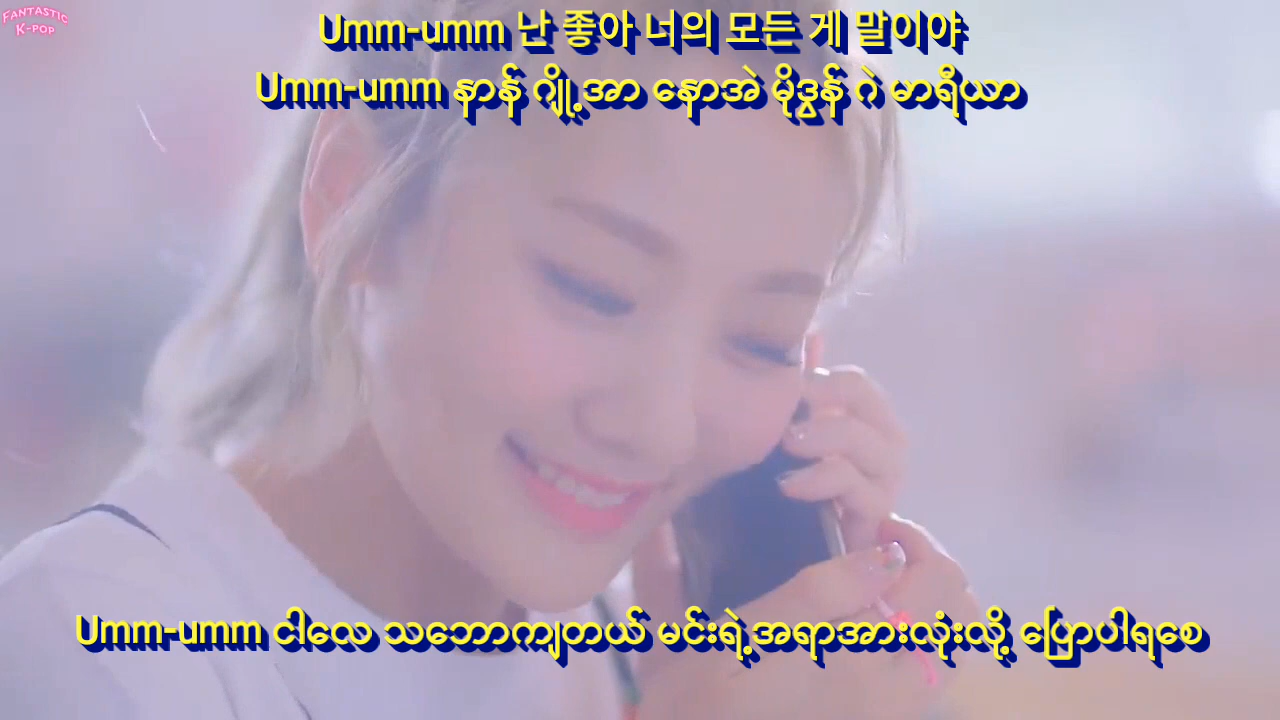 FANTASTIC
K-POP
Umm-umm 난 좋아 너의 모든 게 말이야
Umm-umm နာန် ဂျို့အာ နောအဲ မိုဒွန် ဂဲ မာရီယာ
Umm-umm ငါလေ သဘောကျတယ် မင်းရဲ့အရာအားလုံးလို့ ပြောပါရစေ